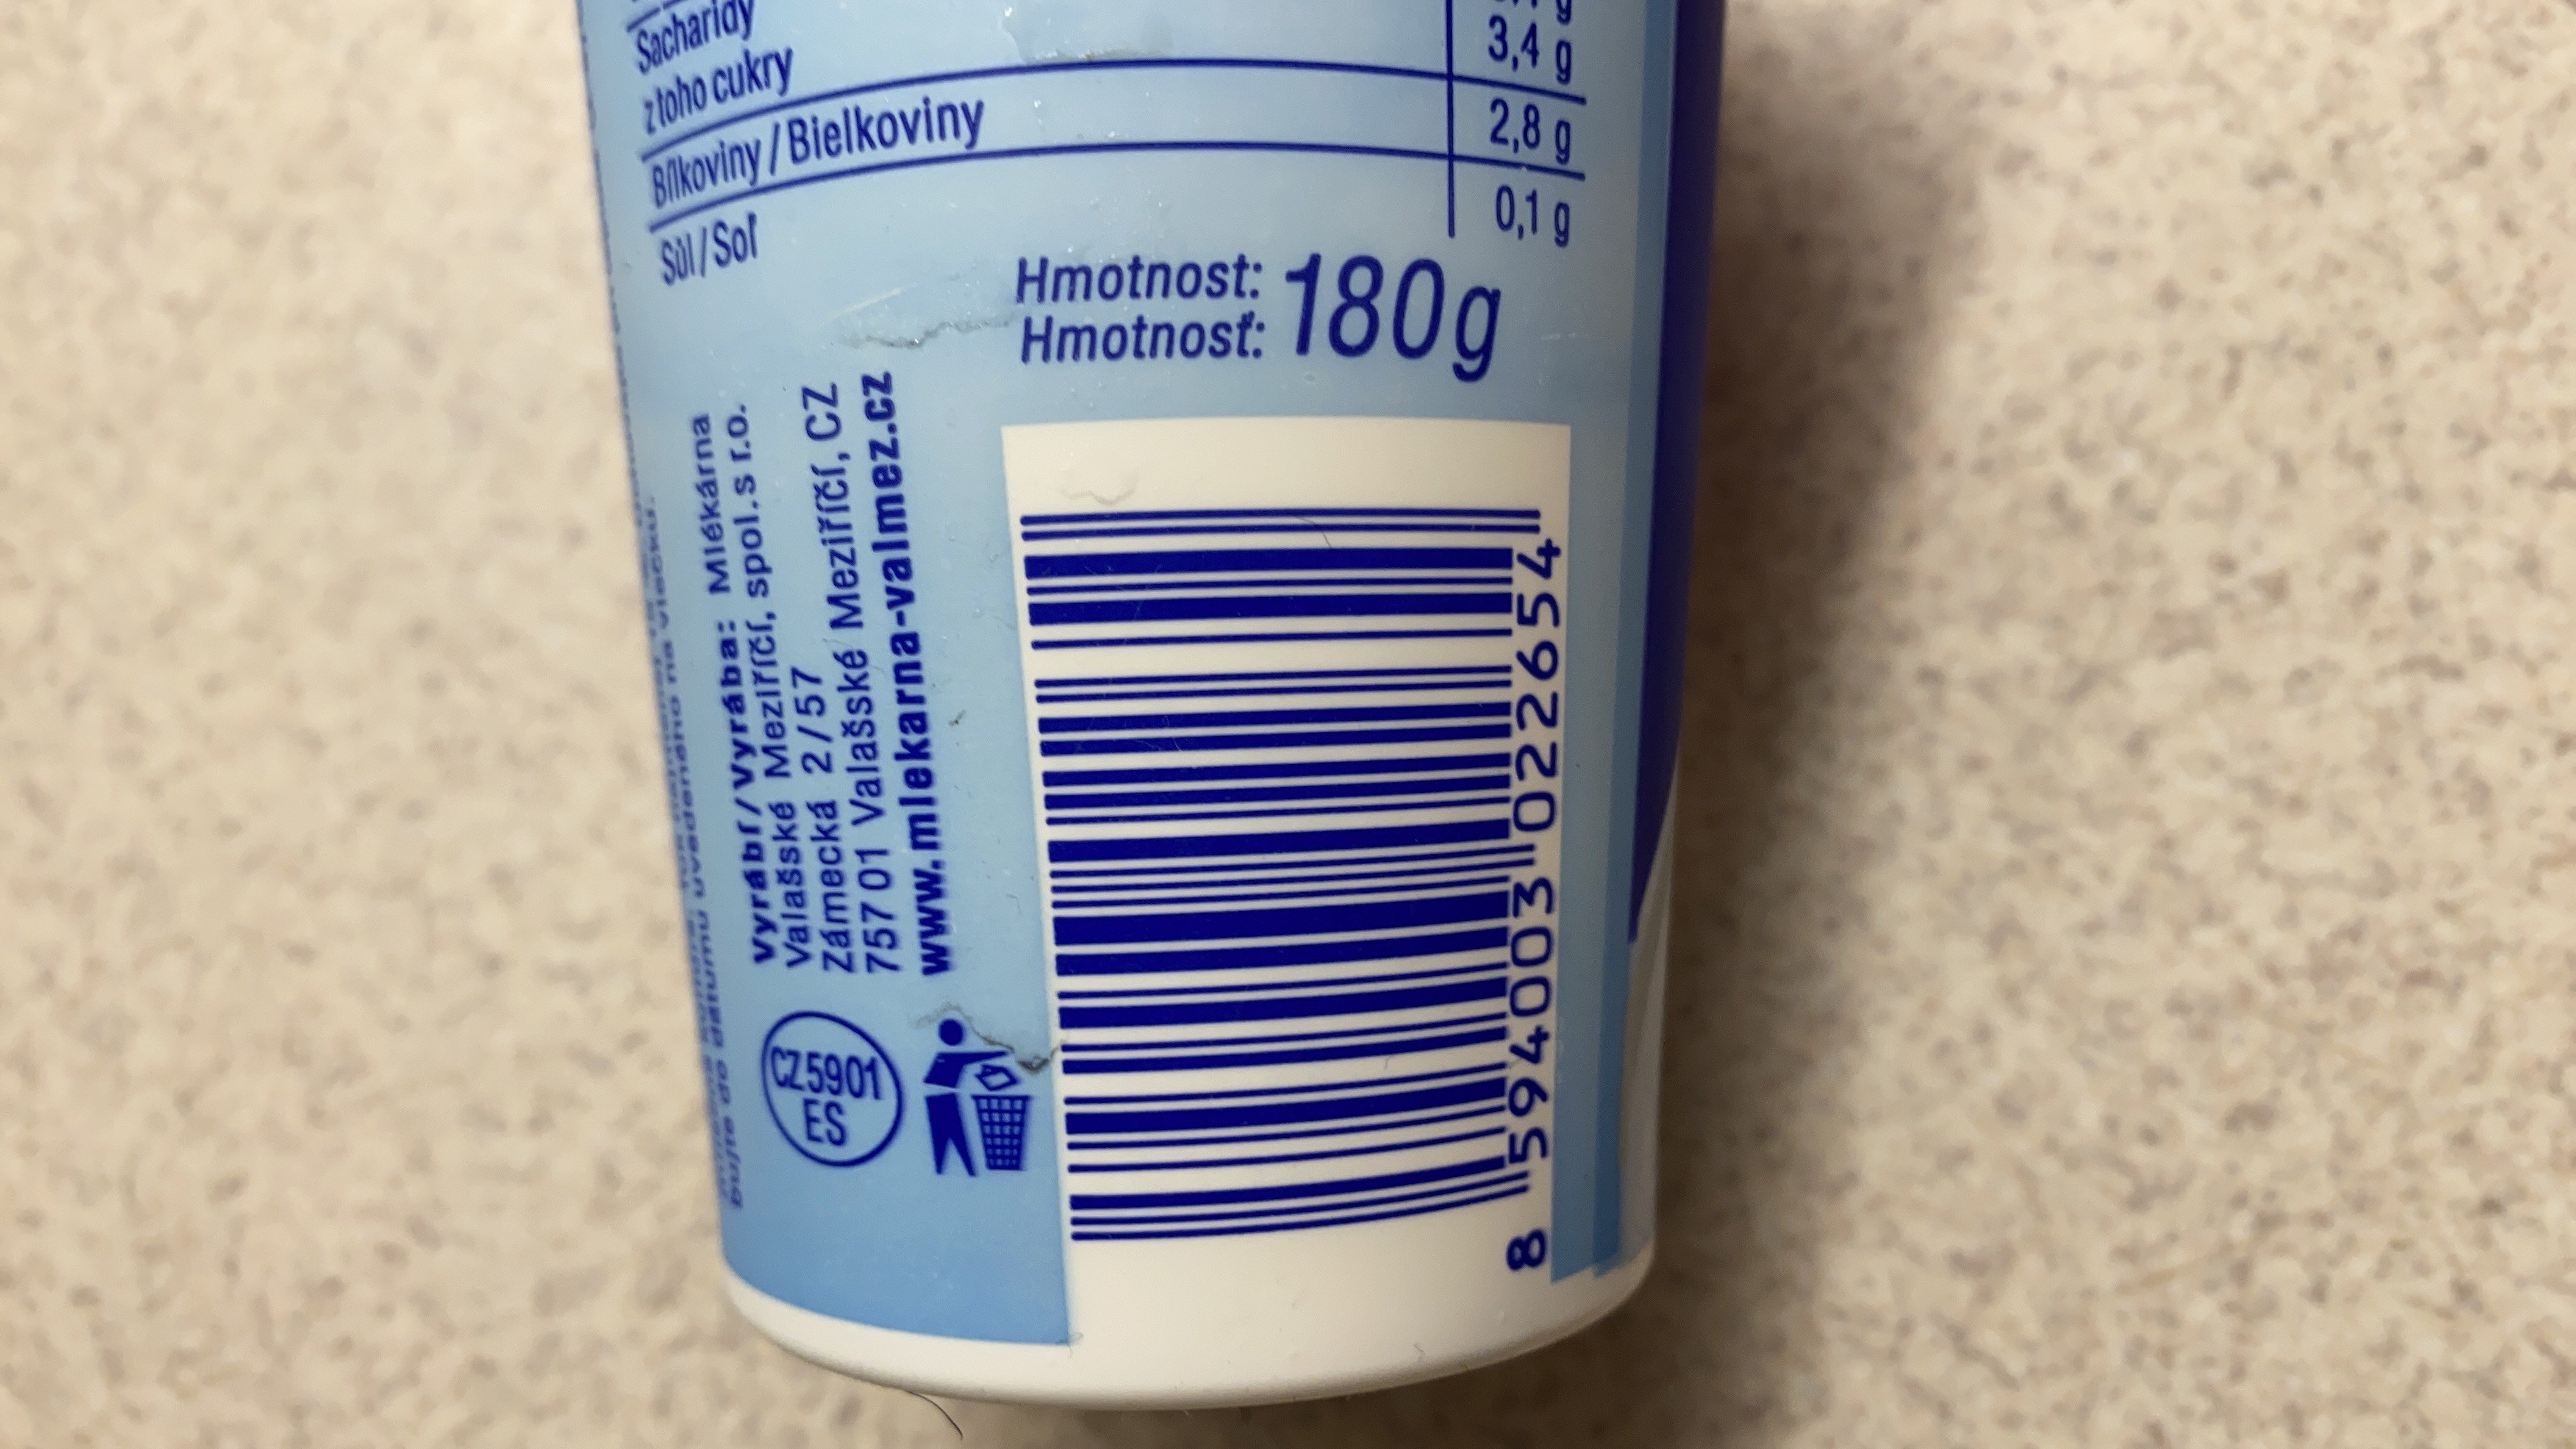 Sacharidy
z toho cukry 3,4 g
Bílkoviny / Bielkoviny 2,8 g
Sůl / Soľ 0,1 g
Hmotnost:
Hmotnosť: 180g
Vyrábí / Vyrába: Mlékárna
Valašské Meziříčí, spol. s r.o.
Zámecká 2/57
757 01 Valašské Meziříčí, CZ
www.mlekarna-valmez.cz
CZ 5901
ES
8 594003 022654